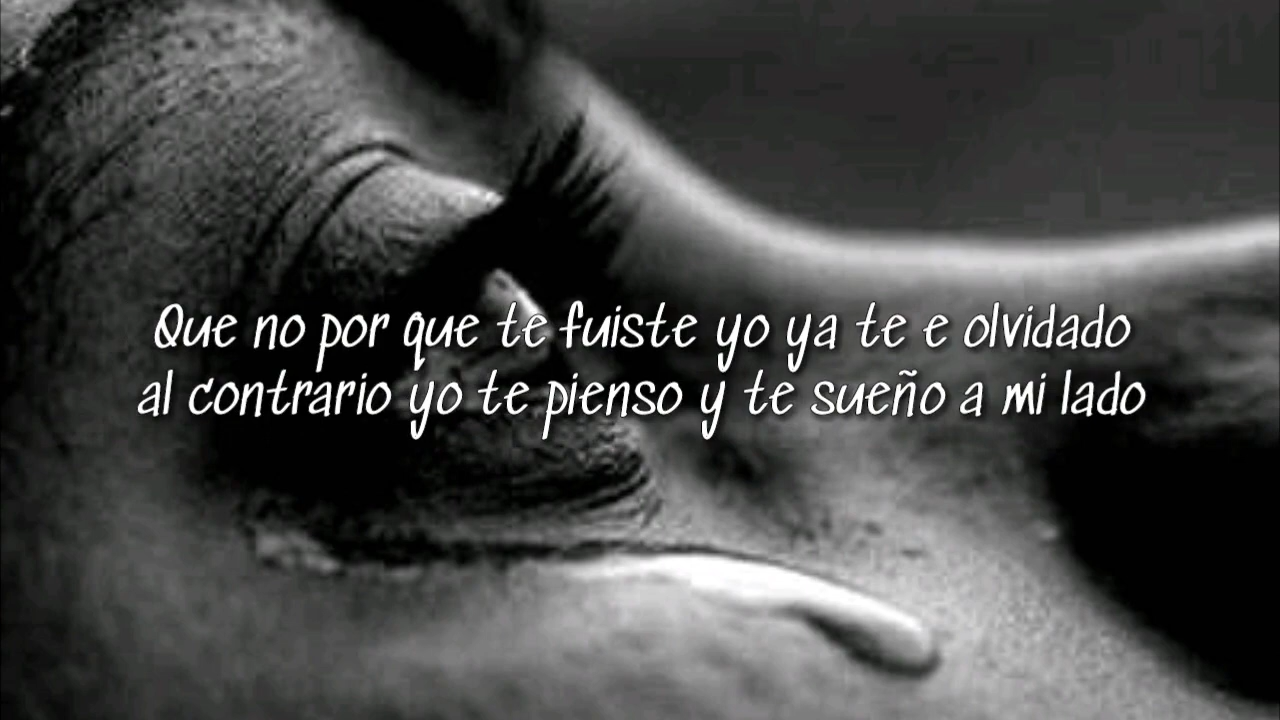 Que no por que te fuiste yo ya te e olvidado
al contrario yo te pienso y te sueño a mi lado